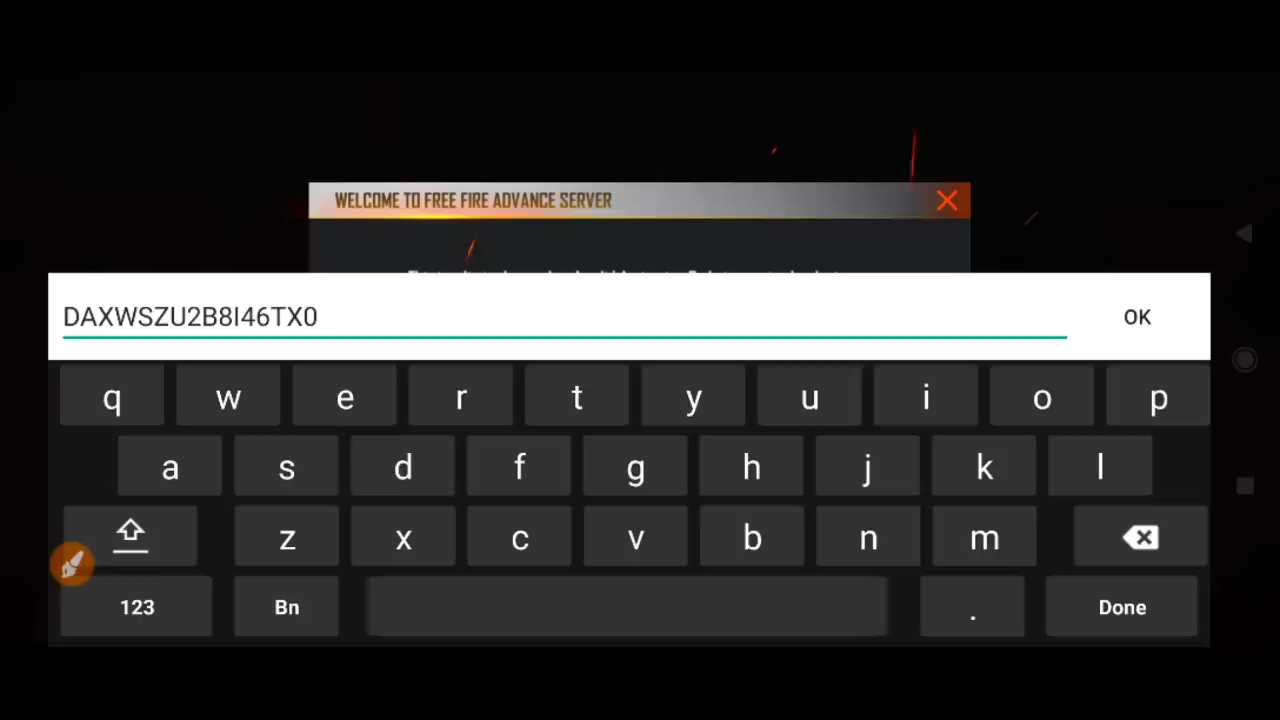 WELCOME TO FREE FIRE ADVANCE SERVER
DAXWSZU2B8I46TX0
OK
q w e r t y u i o p
a s d f g h j k l
z x c v b n m
123 Bn . Done